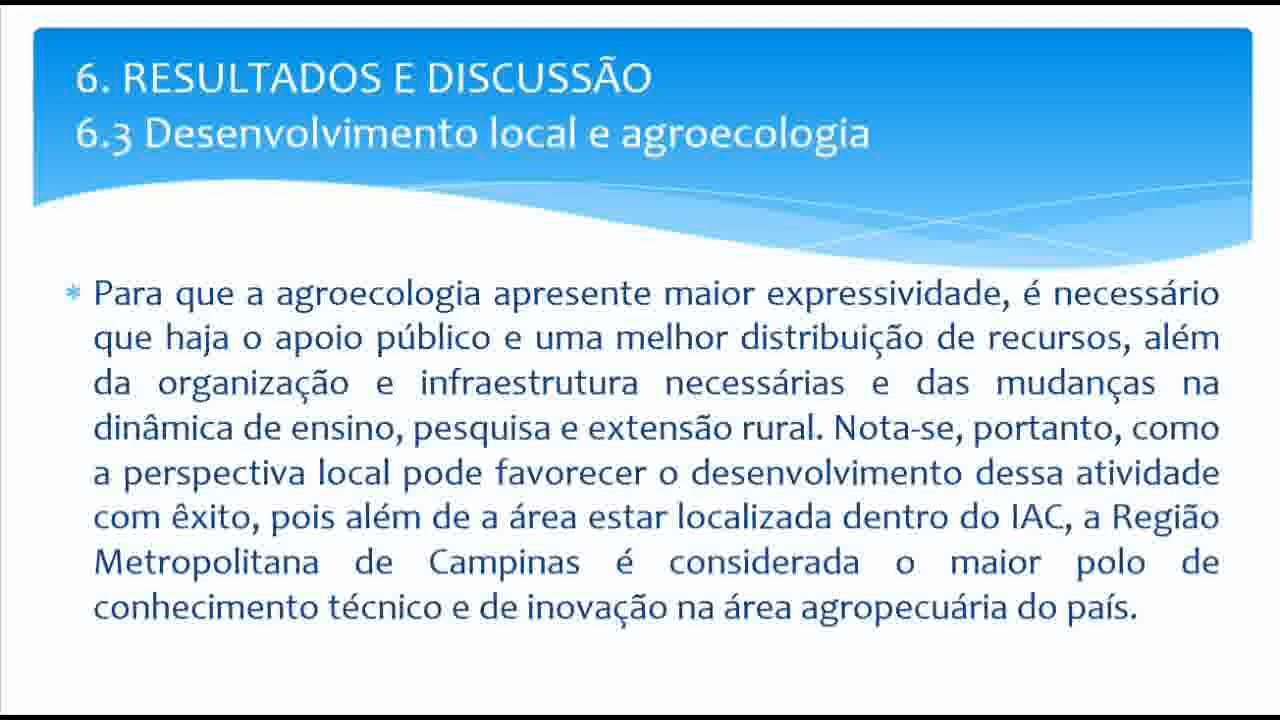 6. RESULTADOS E DISCUSSÃO
6.3 Desenvolvimento local e agroecologia
* Para que a agroecologia apresente maior expressividade, é necessário
que haja o apoio público e uma melhor distribuição de recursos, além
da organização e infraestrutura necessárias e das mudanças na
dinâmica de ensino, pesquisa e extensão rural. Nota-se, portanto, como
a perspectiva local pode favorecer o desenvolvimento dessa atividade
com êxito, pois além de a área estar localizada dentro do IAC, a Região
Metropolitana de Campinas é considerada o maior polo de
conhecimento técnico e de inovação na área agropecuária do país.